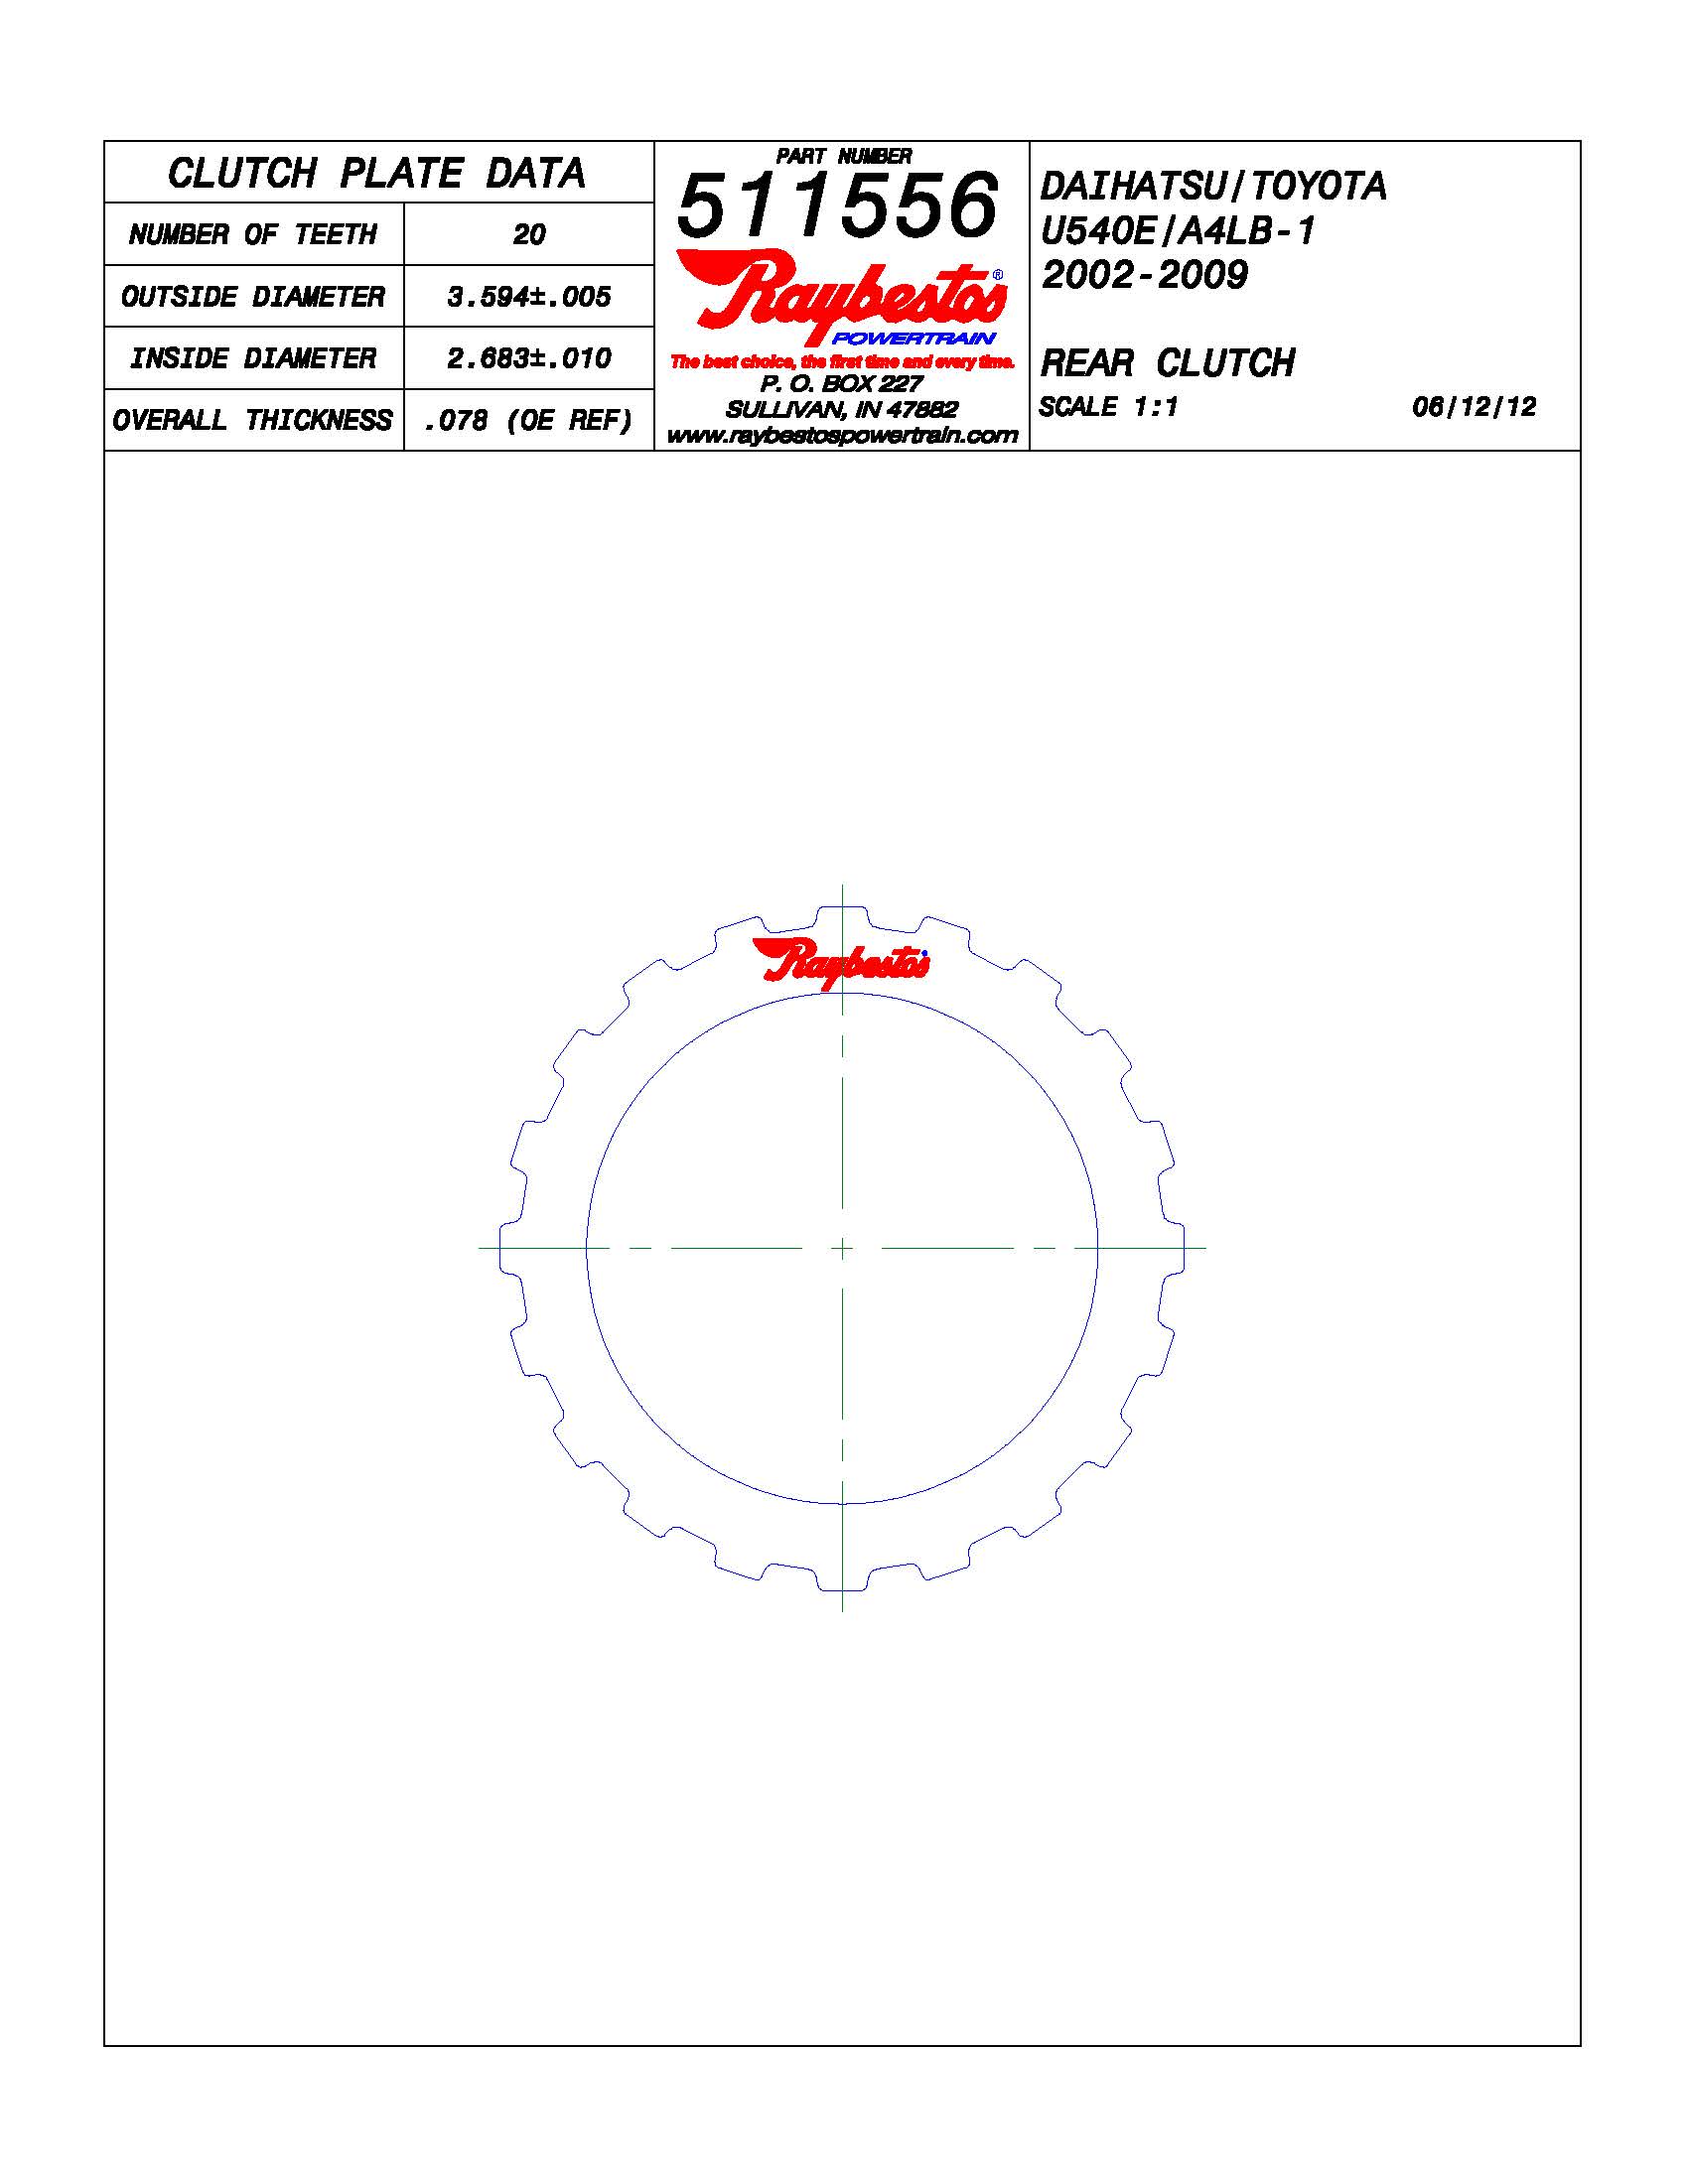 CLUTCH PLATE DATA
NUMBER OF TEETH 20
OUTSIDE DIAMETER 3.594±.005
INSIDE DIAMETER 2.683±.010
OVERALL THICKNESS .078 (OE REF)
PART NUMBER
511556
Raybestos®
POWERTRAIN
The best choice, the first time and every time.
P. O. BOX 227
SULLIVAN, IN 47882
www.raybestospowertrain.com
DAIHATSU/TOYOTA
U540E/A4LB-1
2002-2009
REAR CLUTCH
SCALE 1:1 06/12/12
Raybestos